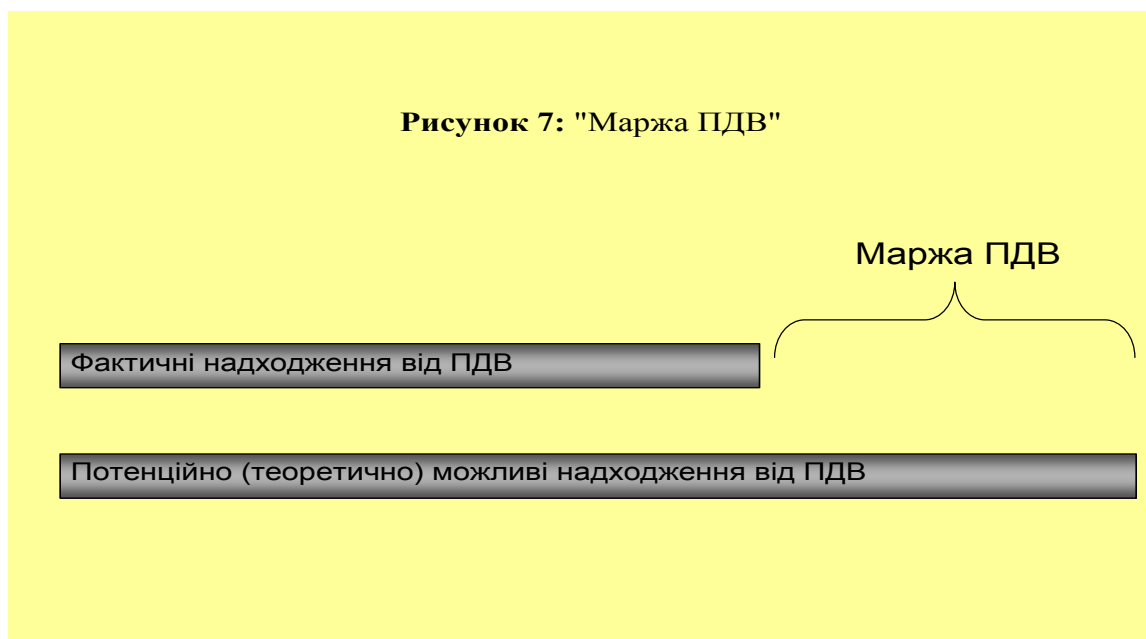 Рисунок 7: "Маржа ПДВ"
Маржа ПДВ
Фактичні надходження від ПДВ
Потенційно (теоретично) можливі надходження від ПДВ